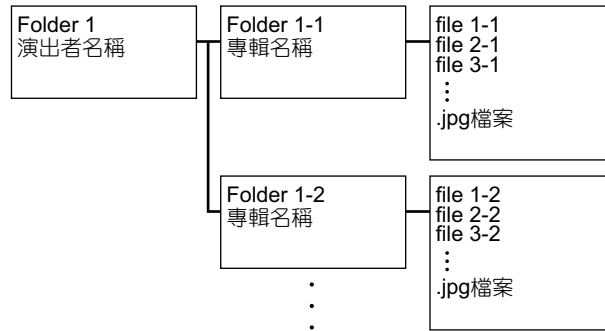 Folder 1
演出者名稱
Folder 1-1
專輯名稱
file 1-1
file 2-1
file 3-1
⋮
.jpg檔案
Folder 1-2
專輯名稱
file 1-2
file 2-2
file 3-2
⋮
.jpg檔案
⋮